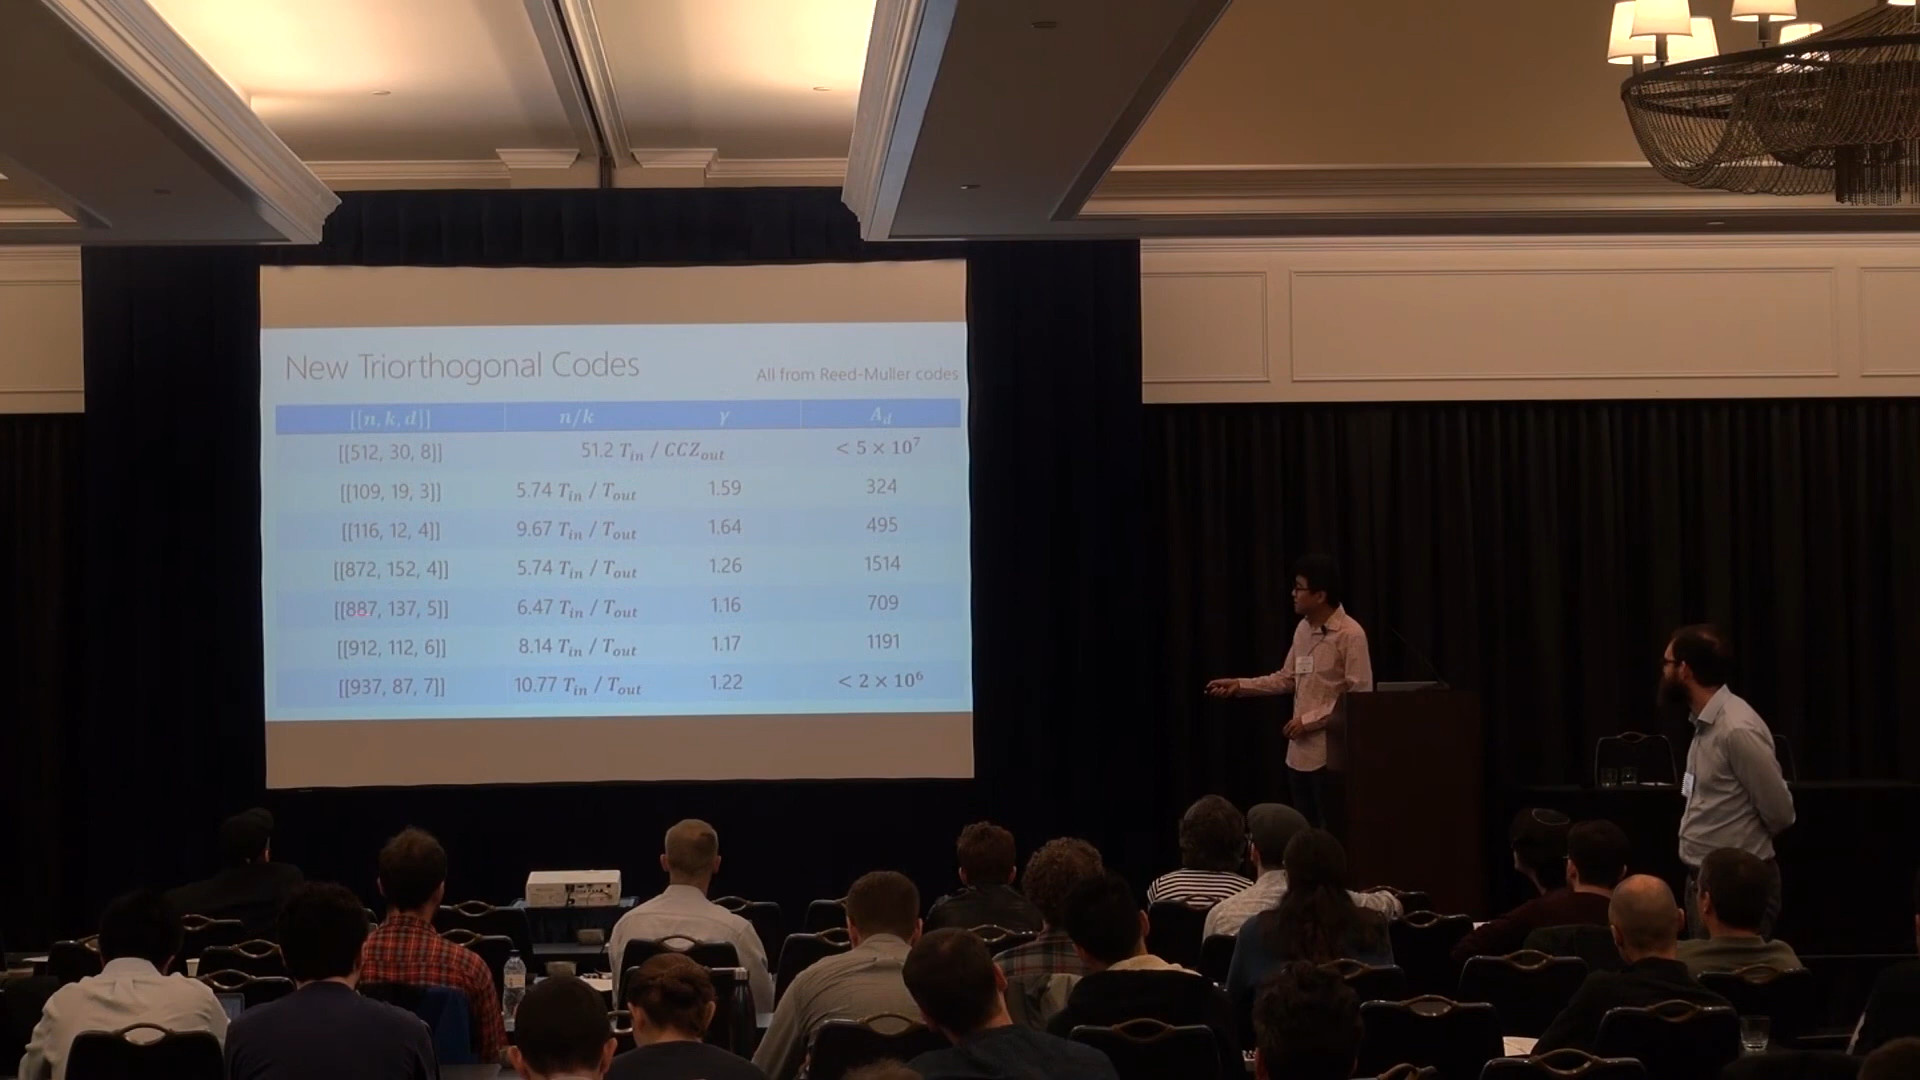 New Triorthogonal Codes
All from Reed-Muller codes
[[n, k, d]] n/k γ A_d
[[512, 30, 8]] 51.2 T_in / CCZ_out < 5 × 10^7
[[109, 19, 3]] 5.74 T_in / T_out 1.59 324
[[116, 12, 4]] 9.67 T_in / T_out 1.64 495
[[872, 152, 4]] 5.74 T_in / T_out 1.26 1514
[[887, 137, 5]] 6.47 T_in / T_out 1.16 709
[[912, 112, 6]] 8.14 T_in / T_out 1.17 1191
[[937, 87, 7]] 10.77 T_in / T_out 1.22 < 2 × 10^6